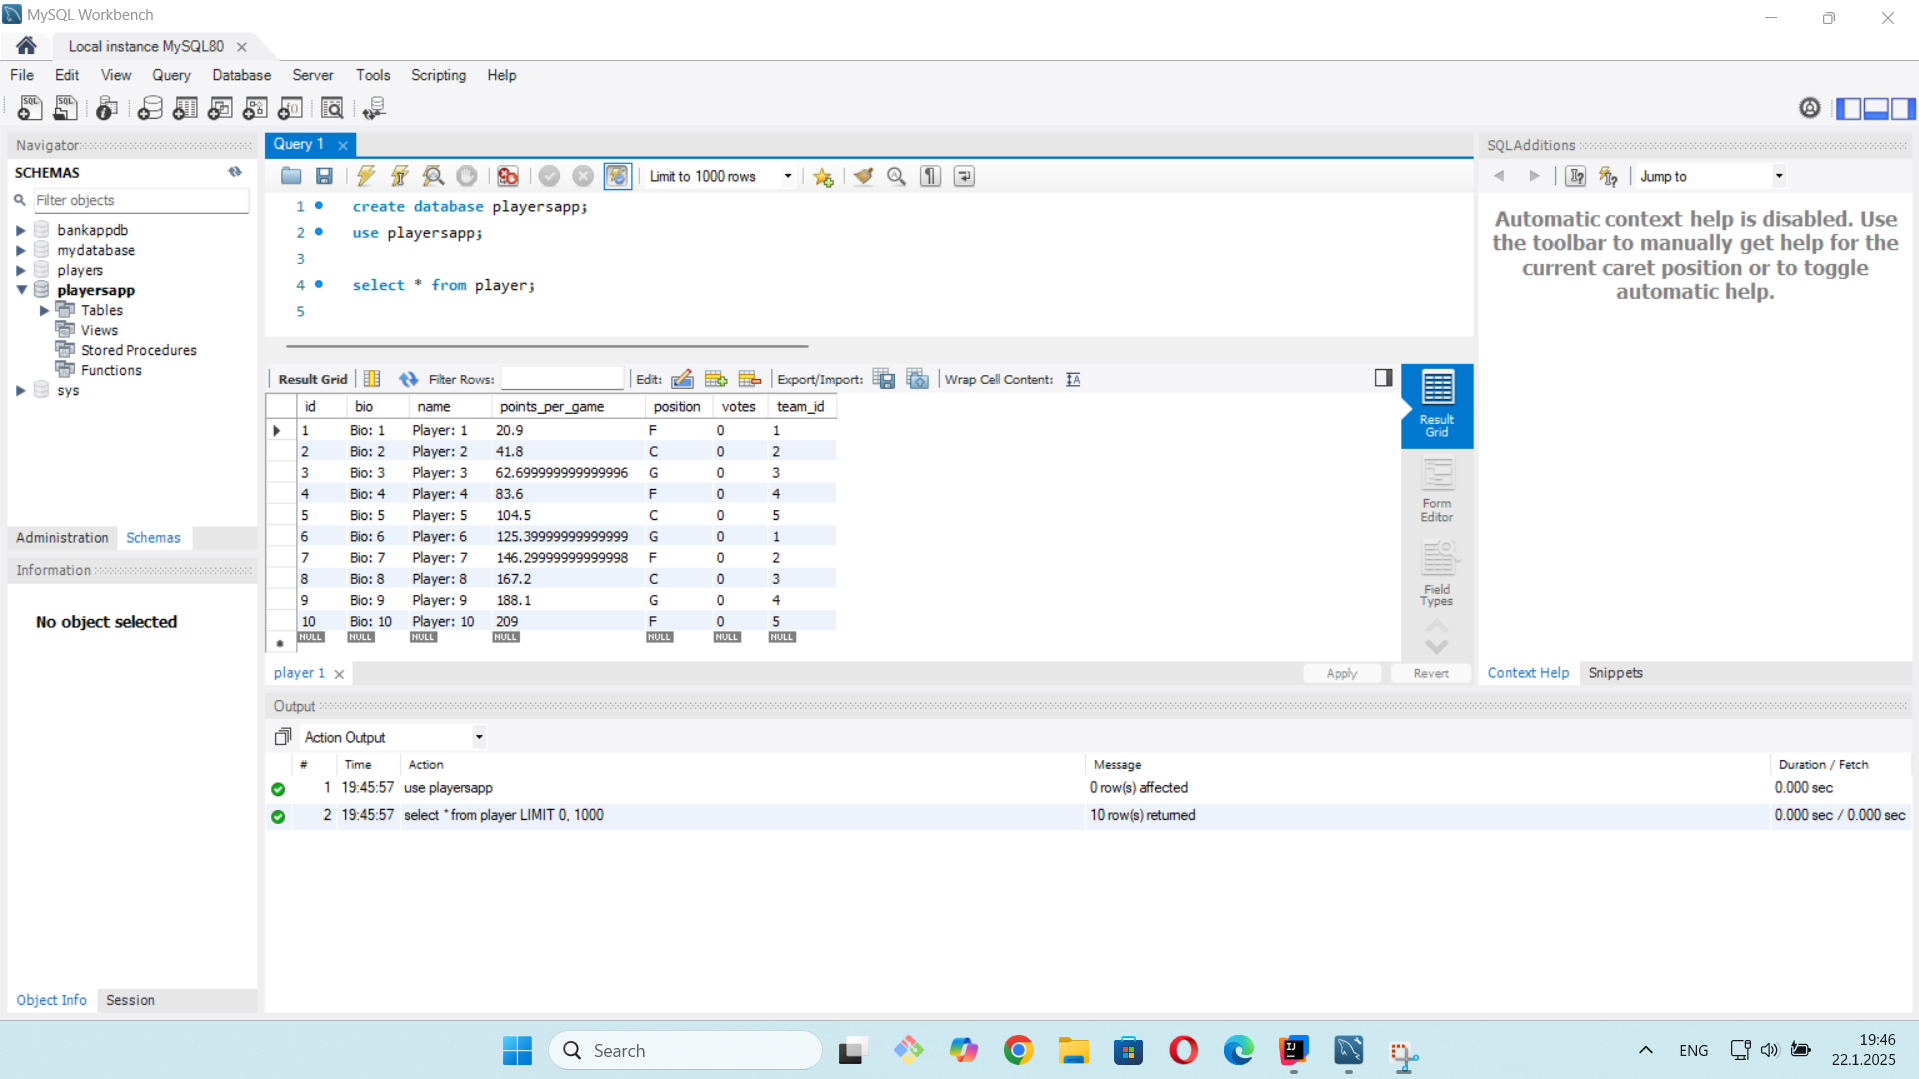 MySQL Workbench
Local instance MySQL80
File Edit View Query Database Server Tools Scripting Help
Navigator
SCHEMAS
Filter objects
bankappdb
mydatabase
players
playersapp
Tables
Views
Stored Procedures
Functions
sys
Administration Schemas
Information
No object selected
Object Info Session
Query 1
Limit to 1000 rows
1 create database playersapp;
2 use playersapp;
3
4 select * from player;
5
Result Grid Filter Rows: Edit: Export/Import: Wrap Cell Content:
id bio name points_per_game position votes team_id
1 Bio: 1 Player: 1 20.9 F 0 1
2 Bio: 2 Player: 2 41.8 C 0 2
3 Bio: 3 Player: 3 62.699999999999996 G 0 3
4 Bio: 4 Player: 4 83.6 F 0 4
5 Bio: 5 Player: 5 104.5 C 0 5
6 Bio: 6 Player: 6 125.39999999999999 G 0 1
7 Bio: 7 Player: 7 146.29999999999998 F 0 2
8 Bio: 8 Player: 8 167.2 C 0 3
9 Bio: 9 Player: 9 188.1 G 0 4
10 Bio: 10 Player: 10 209 F 0 5
NULL NULL NULL NULL NULL NULL NULL
Result
Grid
Form
Editor
Field
Types
player 1
Apply Revert
SQLAdditions
Jump to
Automatic context help is disabled. Use
the toolbar to manually get help for the
current caret position or to toggle
automatic help.
Context Help Snippets
Output
Action Output
# Time Action Message Duration / Fetch
1 19:45:57 use playersapp 0 row(s) affected 0.000 sec
2 19:45:57 select * from player LIMIT 0, 1000 10 row(s) returned 0.000 sec / 0.000 sec
Search
ENG
19:46
22.1.2025